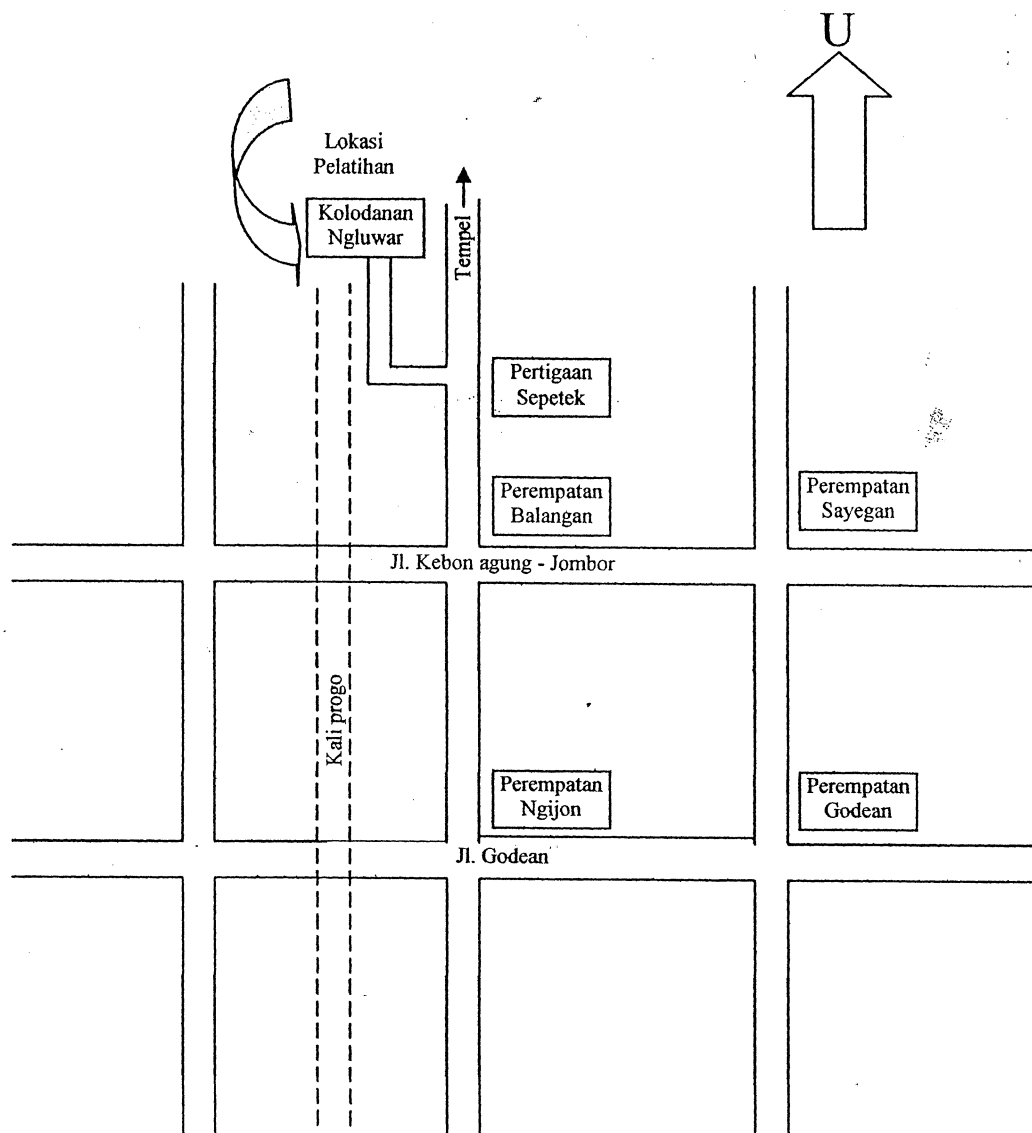 U
Lokasi
Pelatihan
Kolodanan
Ngluwar
Tempel
Pertigaan
Sepetek
Perempatan
Balangan
Perempatan
Sayegan
Jl. Kebon agung - Jombor
Kali progo
Perempatan
Ngijon
Perempatan
Godean
Jl. Godean